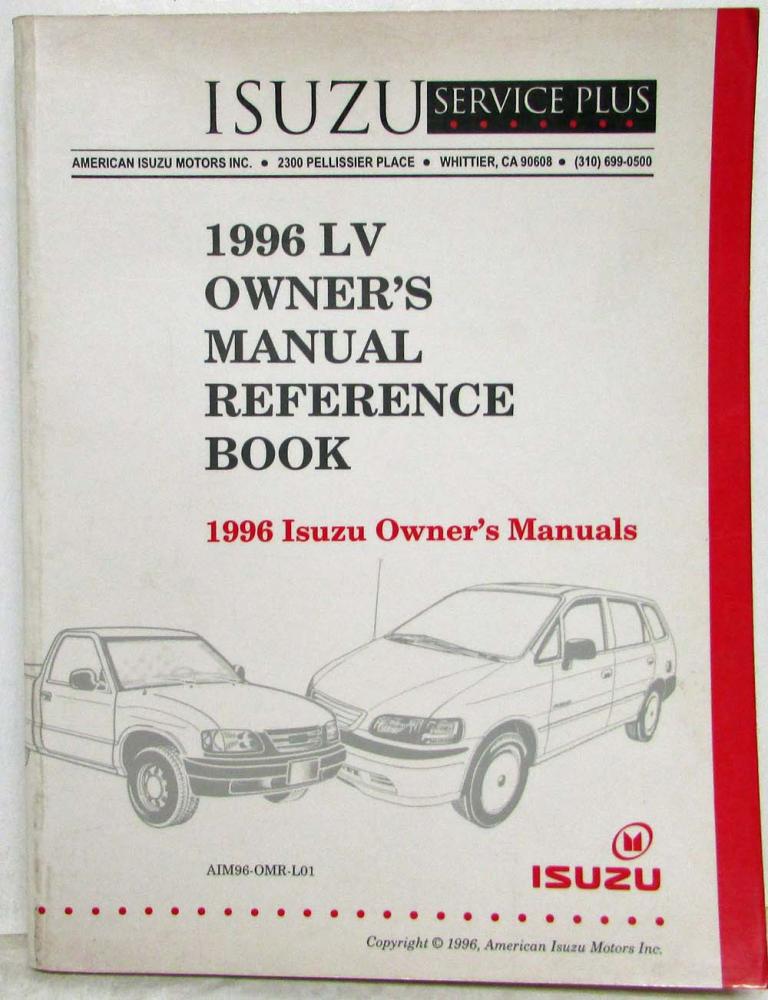 ISUZU SERVICE PLUS
AMERICAN ISUZU MOTORS INC. ● 2300 PELLISSIER PLACE ● WHITTIER, CA 90608 ● (310) 699-0500
1996 LV
OWNER'S
MANUAL
REFERENCE
BOOK
1996 Isuzu Owner's Manuals
AIM96-OMR-L01
ISUZU
Copyright © 1996, American Isuzu Motors Inc.